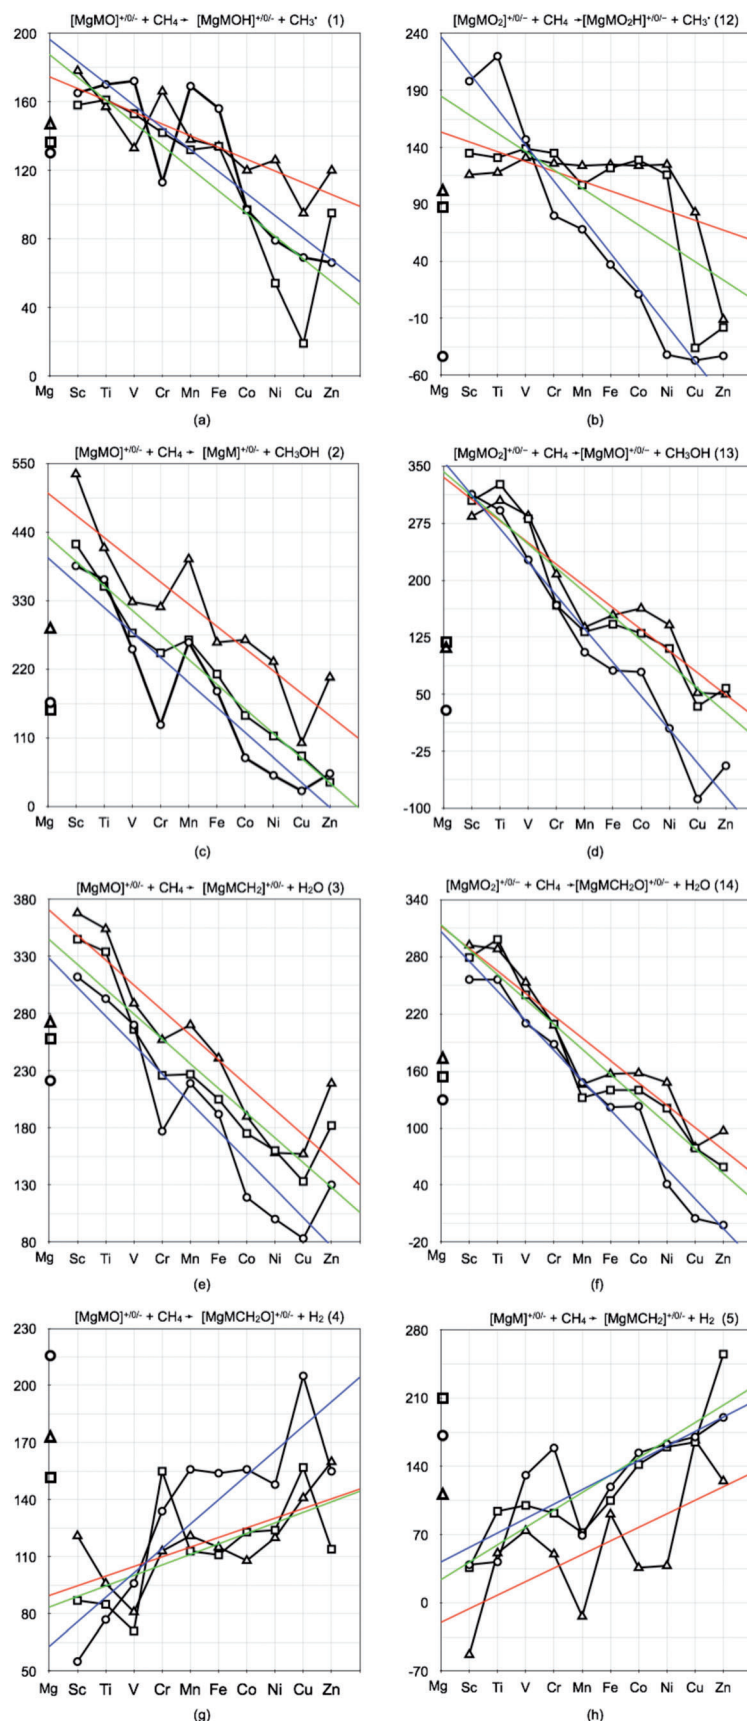 [MgMO]⁺/⁰/⁻ + CH₄ → [MgMOH]⁺/⁰/⁻ + CH₃• (1)
200
160
120
80
40
0
Mg Sc Ti V Cr Mn Fe Co Ni Cu Zn
(a)
[MgMO₂]⁺/⁰/⁻ + CH₄ →[MgMO₂H]⁺/⁰/⁻ + CH₃• (12)
240
190
140
90
40
-10
-60
Mg Sc Ti V Cr Mn Fe Co Ni Cu Zn
(b)
[MgMO]⁺/⁰/⁻ + CH₄ → [MgM]⁺/⁰/⁻ + CH₃OH (2)
550
440
330
220
110
0
Mg Sc Ti V Cr Mn Fe Co Ni Cu Zn
(c)
[MgMO₂]⁺/⁰/⁻ + CH₄ →[MgMO]⁺/⁰/⁻ + CH₃OH (13)
350
275
200
125
50
-25
-100
Mg Sc Ti V Cr Mn Fe Co Ni Cu Zn
(d)
[MgMO]⁺/⁰/⁻ + CH₄ → [MgMCH₂]⁺/⁰/⁻ + H₂O (3)
380
330
280
230
180
130
80
Mg Sc Ti V Cr Mn Fe Co Ni Cu Zn
(e)
[MgMO₂]⁺/⁰/⁻ + CH₄ →[MgMCH₂O]⁺/⁰/⁻ + H₂O (14)
340
280
220
160
100
40
-20
Mg Sc Ti V Cr Mn Fe Co Ni Cu Zn
(f)
[MgMO]⁺/⁰/⁻ + CH₄ → [MgMCH₂O]⁺/⁰/⁻ + H₂ (4)
230
200
170
140
110
80
50
Mg Sc Ti V Cr Mn Fe Co Ni Cu Zn
(g)
[MgM]⁺/⁰/⁻ + CH₄ → [MgMCH₂]⁺/⁰/⁻ + H₂ (5)
280
210
140
70
0
-70
Mg Sc Ti V Cr Mn Fe Co Ni Cu Zn
(h)